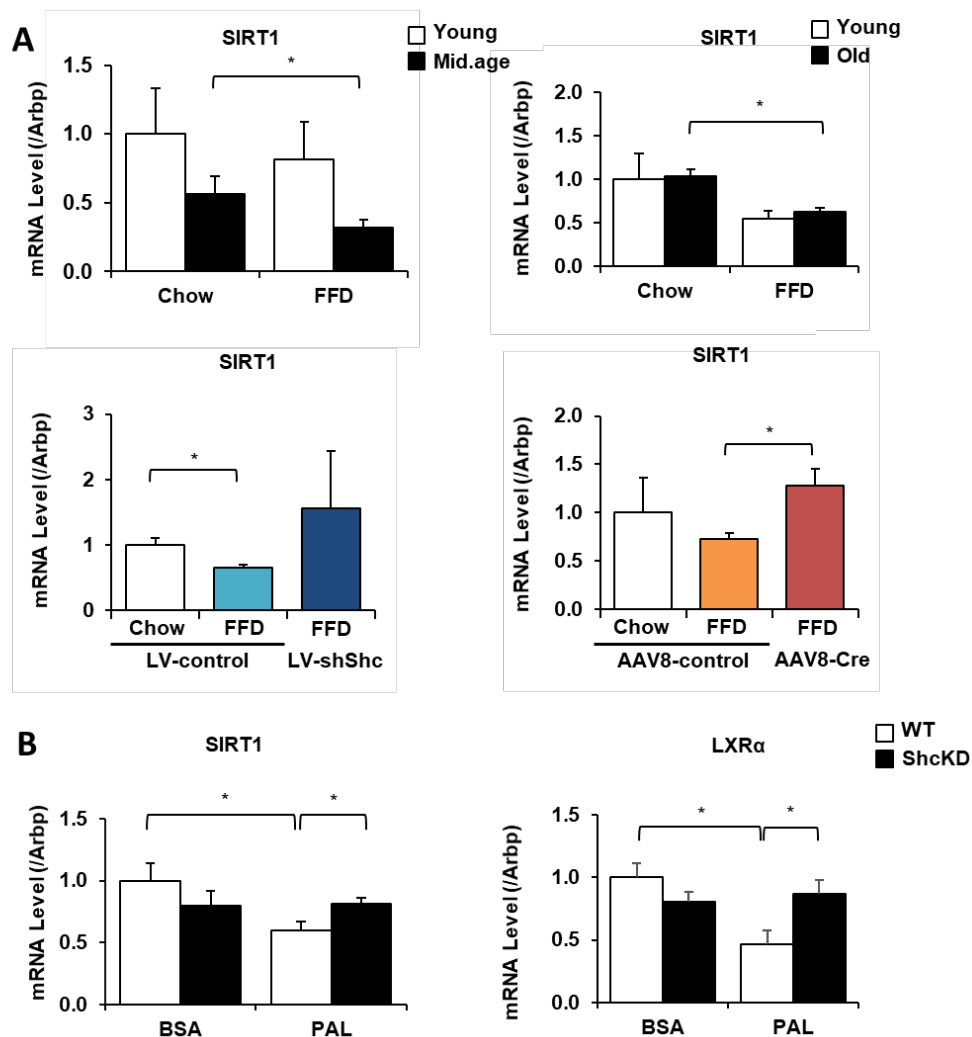 A
SIRT1
Young
Mid.age
mRNA Level (/Arbp)
1.5
1.0
0.5
0.0
*
Chow FFD
SIRT1
Young
Old
mRNA Level (/Arbp)
2.0
1.5
1.0
0.5
0.0
*
Chow FFD
SIRT1
mRNA Level (/Arbp)
3
2
1
0
*
Chow FFD FFD
LV-control LV-shShc
SIRT1
mRNA Level (/Arbp)
2.0
1.5
1.0
0.5
0.0
*
Chow FFD FFD
AAV8-control AAV8-Cre
B
SIRT1
mRNA Level (/Arbp)
1.5
1.0
0.5
0.0
* *
BSA PAL
LXRα
WT
ShcKD
mRNA Level (/Arbp)
1.5
1.0
0.5
0.0
* *
BSA PAL